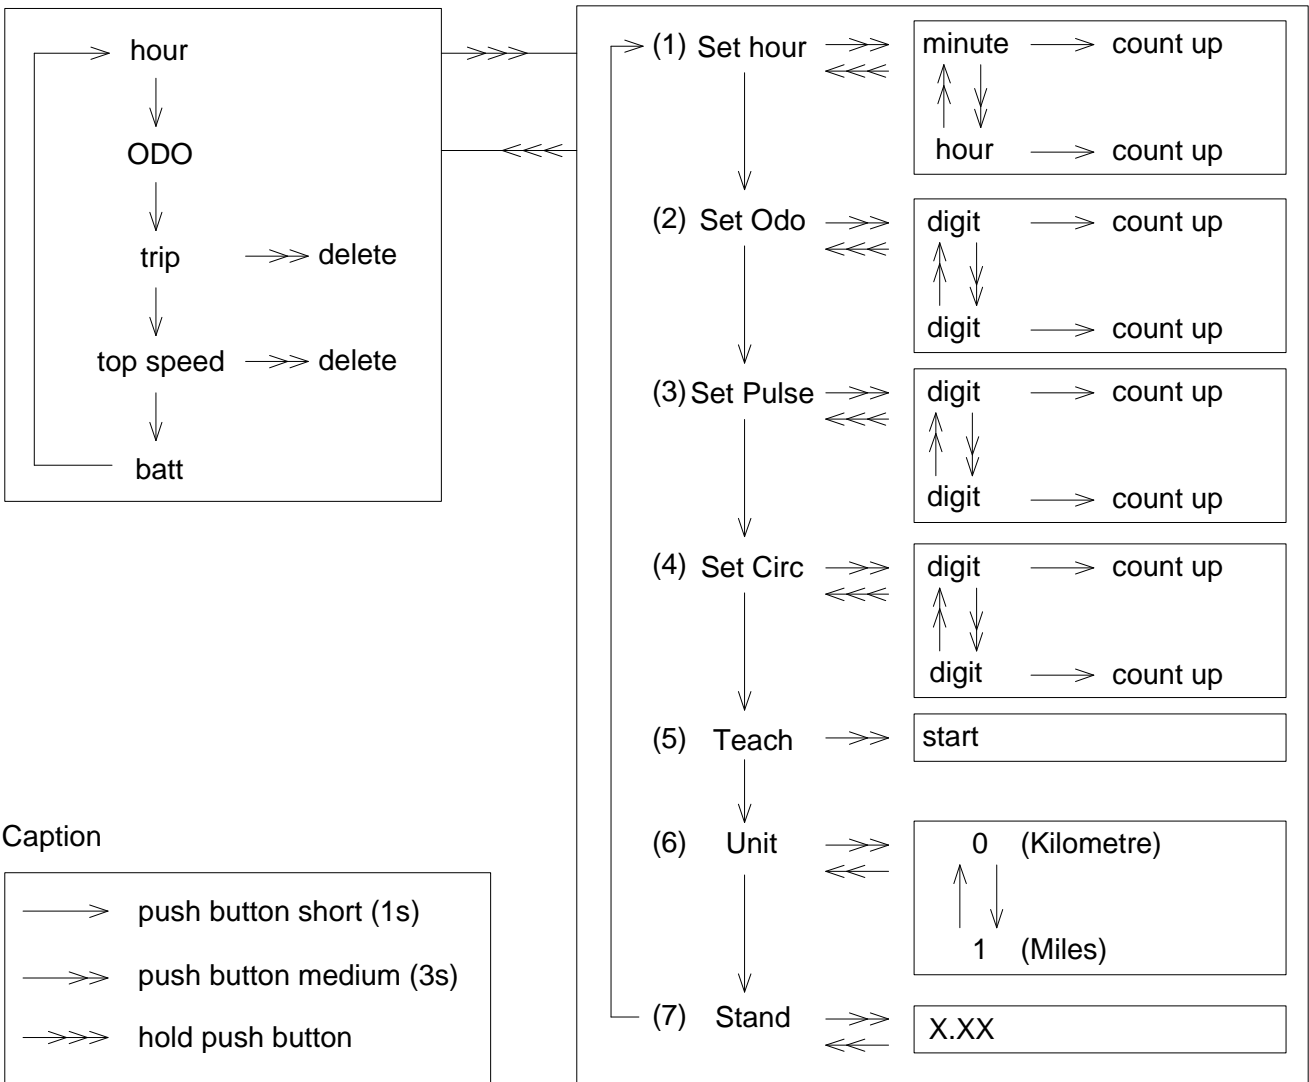 hour
ODO
trip delete
top speed delete
batt
(1) Set hour minute count up
hour count up
(2) Set Odo digit count up
digit count up
(3) Set Pulse digit count up
digit count up
(4) Set Circ digit count up
digit count up
(5) Teach start
(6) Unit 0 (Kilometre)
1 (Miles)
(7) Stand X.XX
Caption
push button short (1s)
push button medium (3s)
hold push button